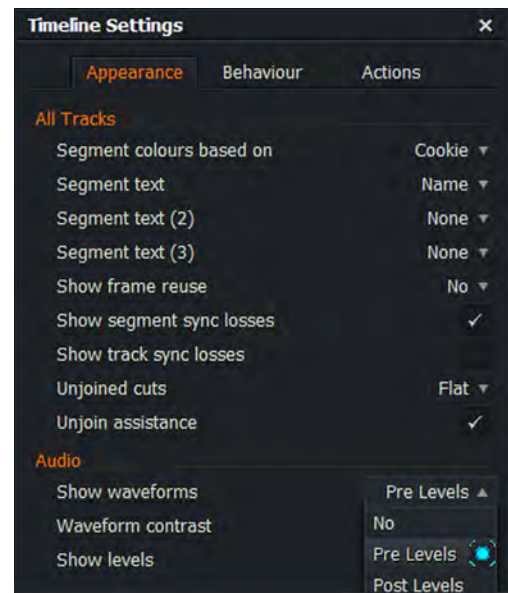 Timeline Settings ×
Appearance Behaviour Actions
All Tracks
Segment colours based on Cookie
Segment text Name
Segment text (2) None
Segment text (3) None
Show frame reuse No
Show segment sync losses ✓
Show track sync losses
Unjoined cuts Flat
Unjoin assistance ✓
Audio
Show waveforms Pre Levels
Waveform contrast No
Show levels Pre Levels
Post Levels